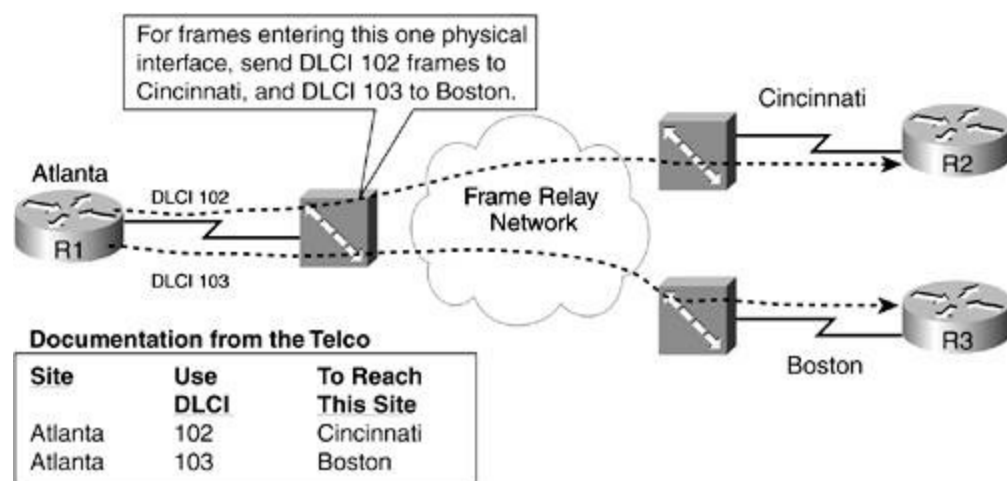 For frames entering this one physical
interface, send DLCI 102 frames to
Cincinnati, and DLCI 103 to Boston.
Cincinnati
R2
Atlanta
DLCI 102
Frame Relay
Network
R1
DLCI 103
R3
Boston
Documentation from the Telco
Site Use To Reach
DLCI This Site
Atlanta 102 Cincinnati
Atlanta 103 Boston